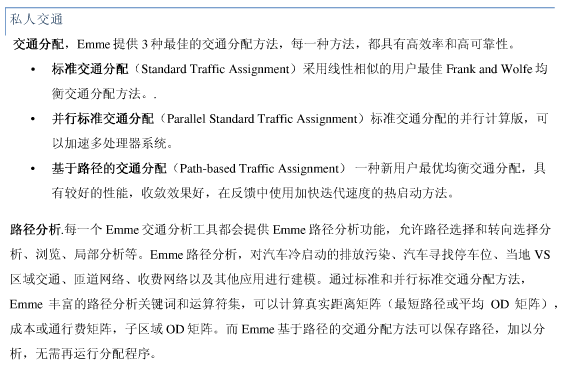 私人交通
交通分配，Emme 提供 3 种最佳的交通分配方法，每一种方法，都具有高效率和高可靠性。
• 标准交通分配（Standard Traffic Assignment）采用线性相似的用户最佳 Frank and Wolfe 均
衡交通分配方法。.
• 并行标准交通分配（Parallel Standard Traffic Assignment）标准交通分配的并行计算版，可
以加速多处理器系统。
• 基于路径的交通分配（Path-based Traffic Assignment） 一种新用户最优均衡交通分配，具
有较好的性能，收敛效果好，在反馈中使用加快迭代速度的热启动方法。
路径分析.每一个 Emme 交通分析工具都会提供 Emme 路径分析功能，允许路径选择和转向选择分
析、浏览、局部分析等。Emme 路径分析，对汽车冷启动的排放污染、汽车寻找停车位、当地 VS
区域交通、匝道网络、收费网络以及其他应用进行建模。通过标准和并行标准交通分配方法，
Emme 丰富的路径分析关键词和运算符集，可以计算真实距离矩阵（最短路径或平均 OD 矩阵），
成本或通行费矩阵，子区域 OD 矩阵。而 Emme 基于路径的交通分配方法可以保存路径，加以分
析，无需再运行分配程序。